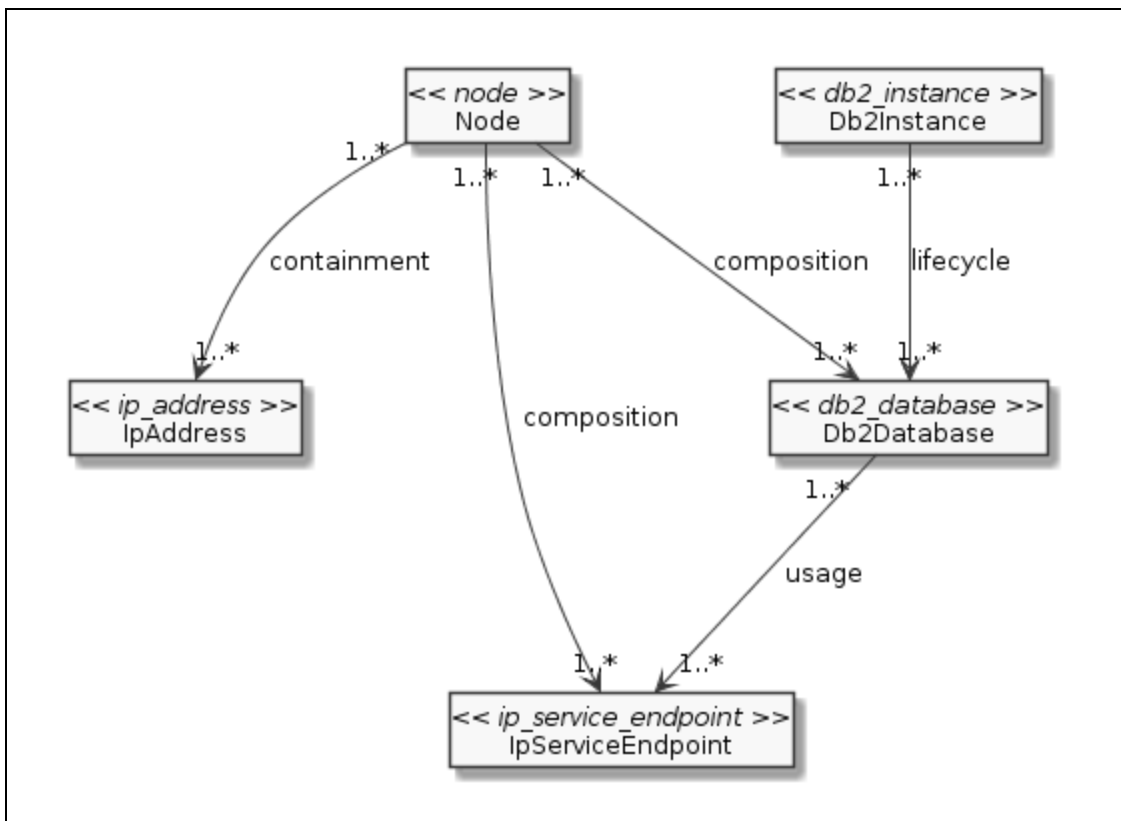 << node >>
Node
<< db2_instance >>
Db2Instance
1..*
1..*
1..*
1..*
containment
composition
lifecycle
1..*
1..*
1..*
<< ip_address >>
IpAddress
<< db2_database >>
Db2Database
composition
1..*
usage
1..*
1..*
<< ip_service_endpoint >>
IpServiceEndpoint